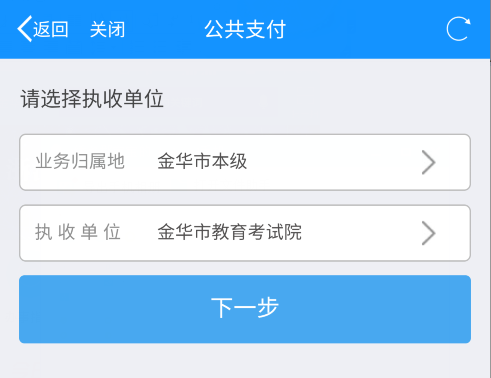 返回 关闭 公共支付
请选择执收单位
业务归属地 金华市本级
执收单位 金华市教育考试院
下一步